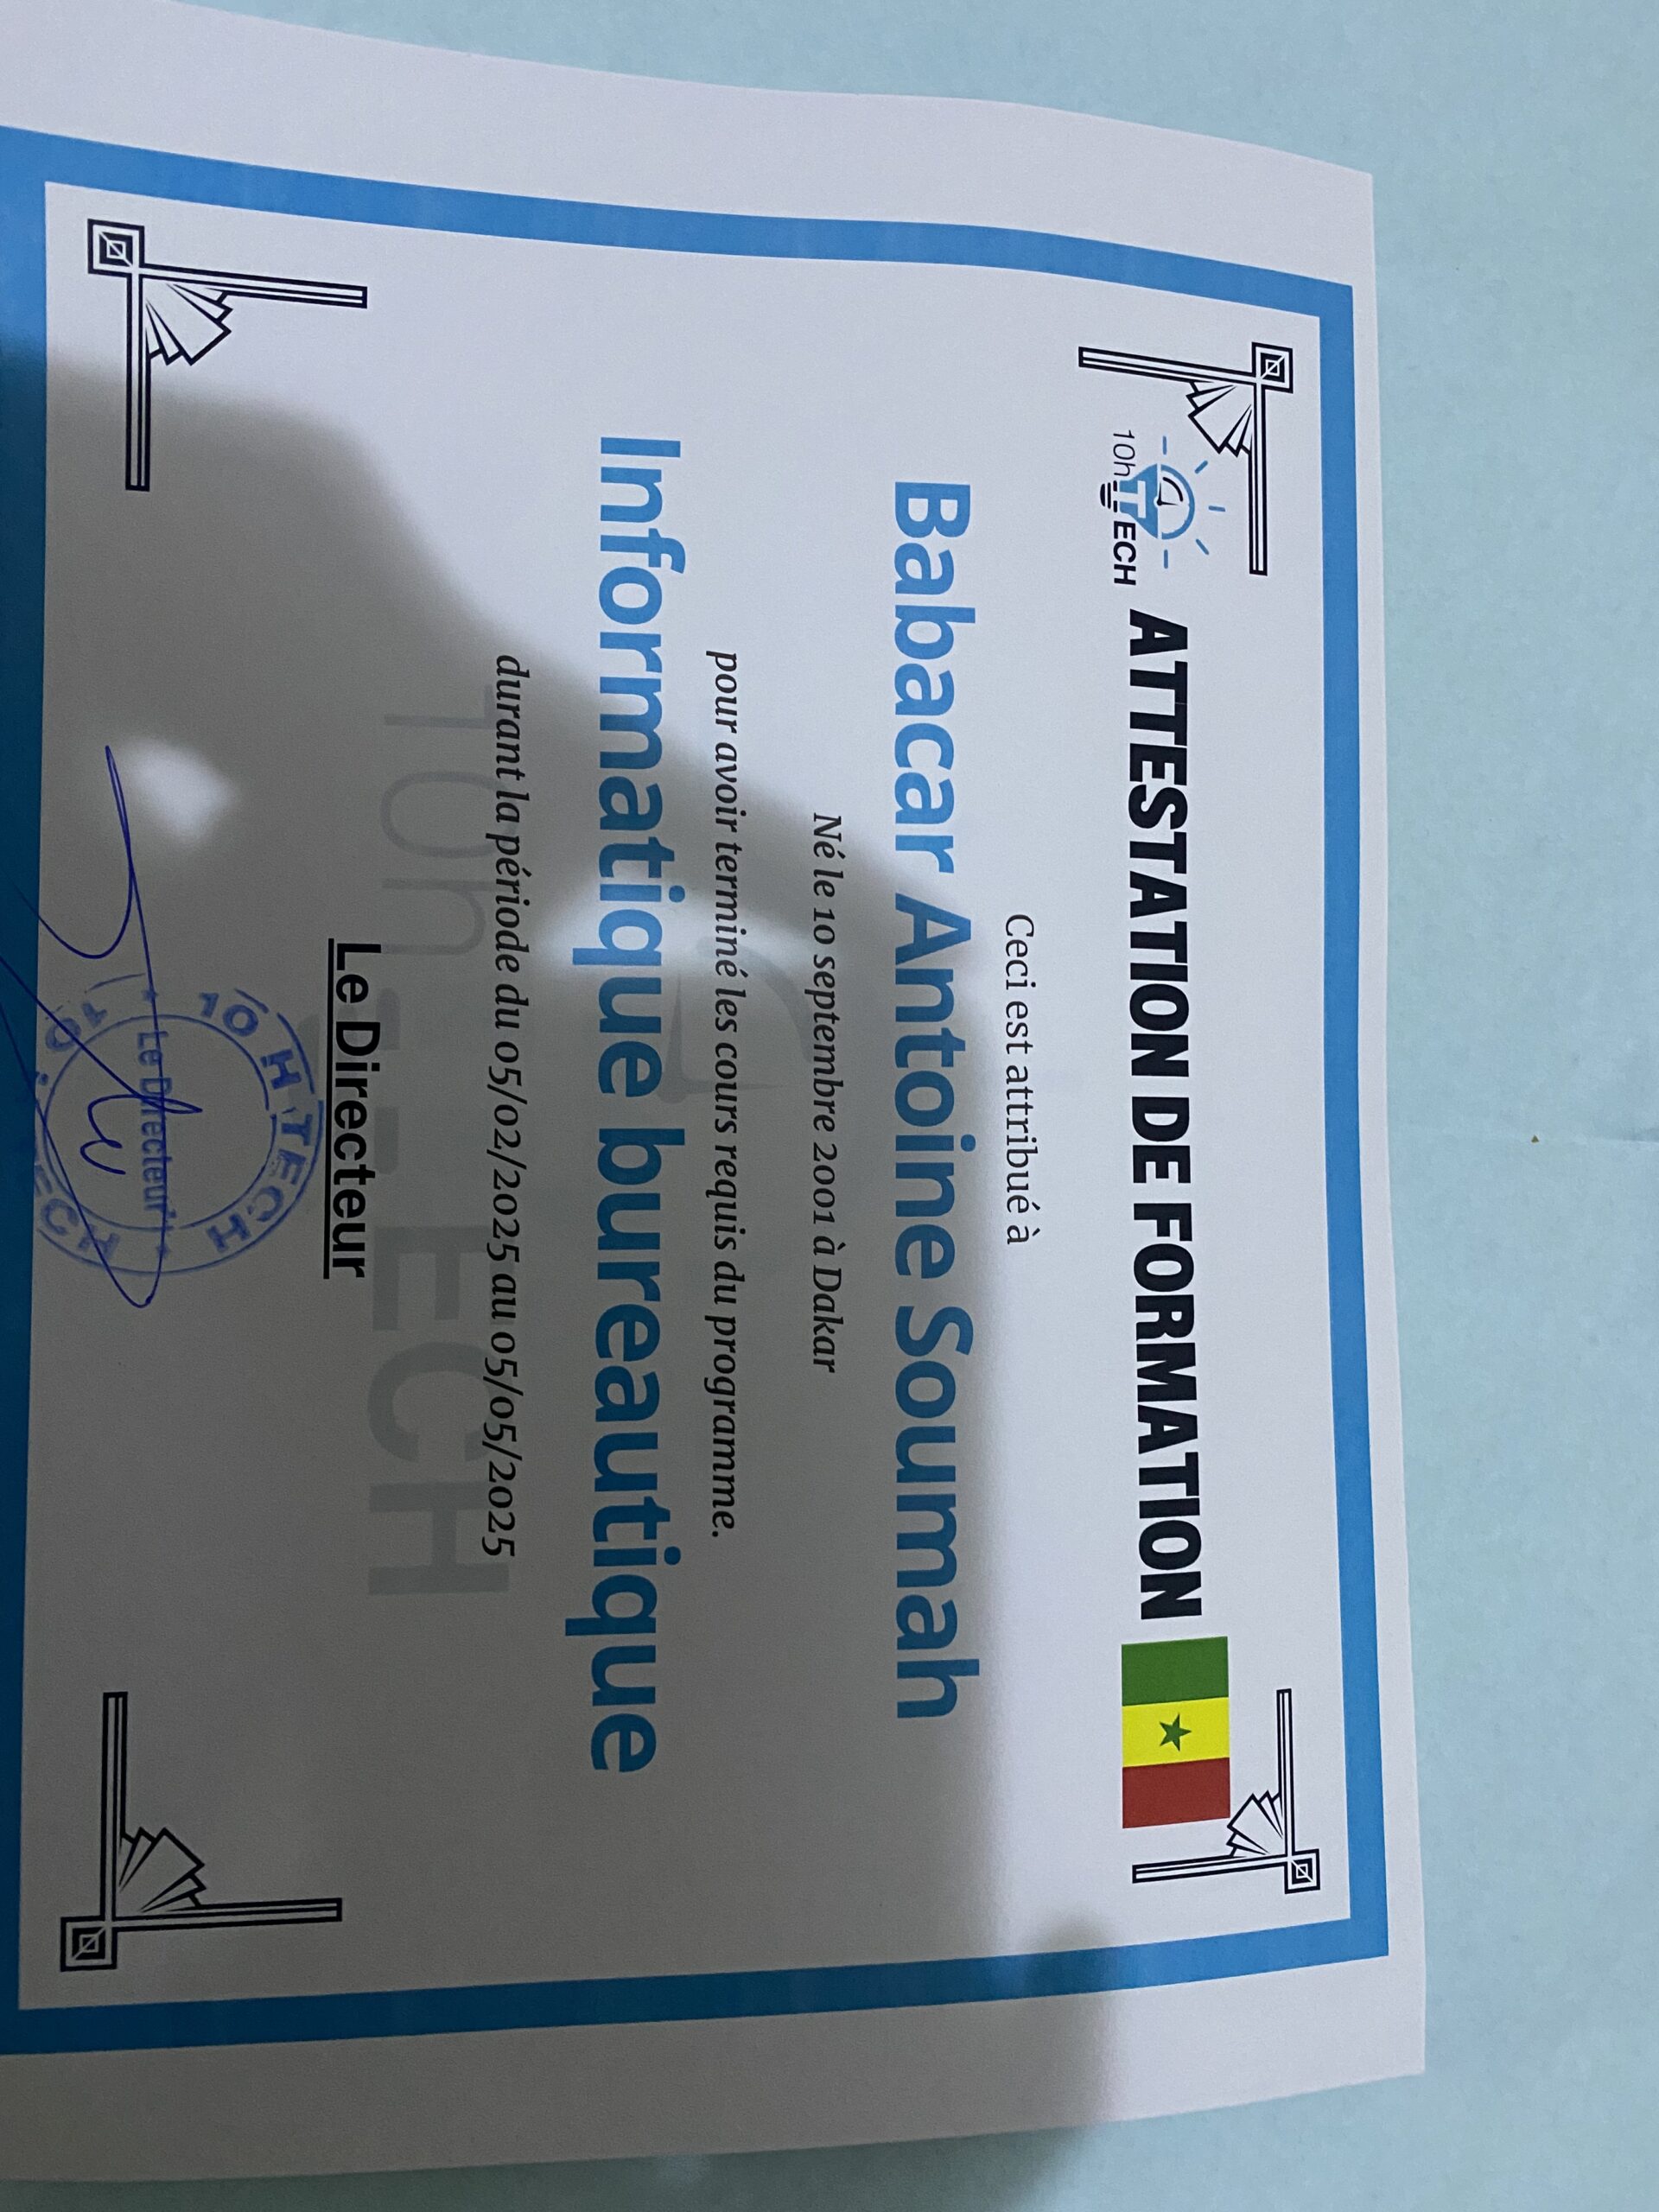 10hTECH
ATTESTATION DE FORMATION
Ceci est attribué à
Babacar Antoine Soumah
Né le 10 septembre 2001 à Dakar
pour avoir terminé les cours requis du programme.
Informatique bureautique
durant la période du 05/02/2025 au 05/05/2025
10h TECH
Le Directeur
10 H TECH
Le Directeur